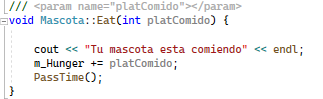 /// <param name="platComido"></param>
void Mascota::Eat(int platComido) {
cout << "Tu mascota esta comiendo" << endl;
m_Hunger += platComido;
PassTime();
}